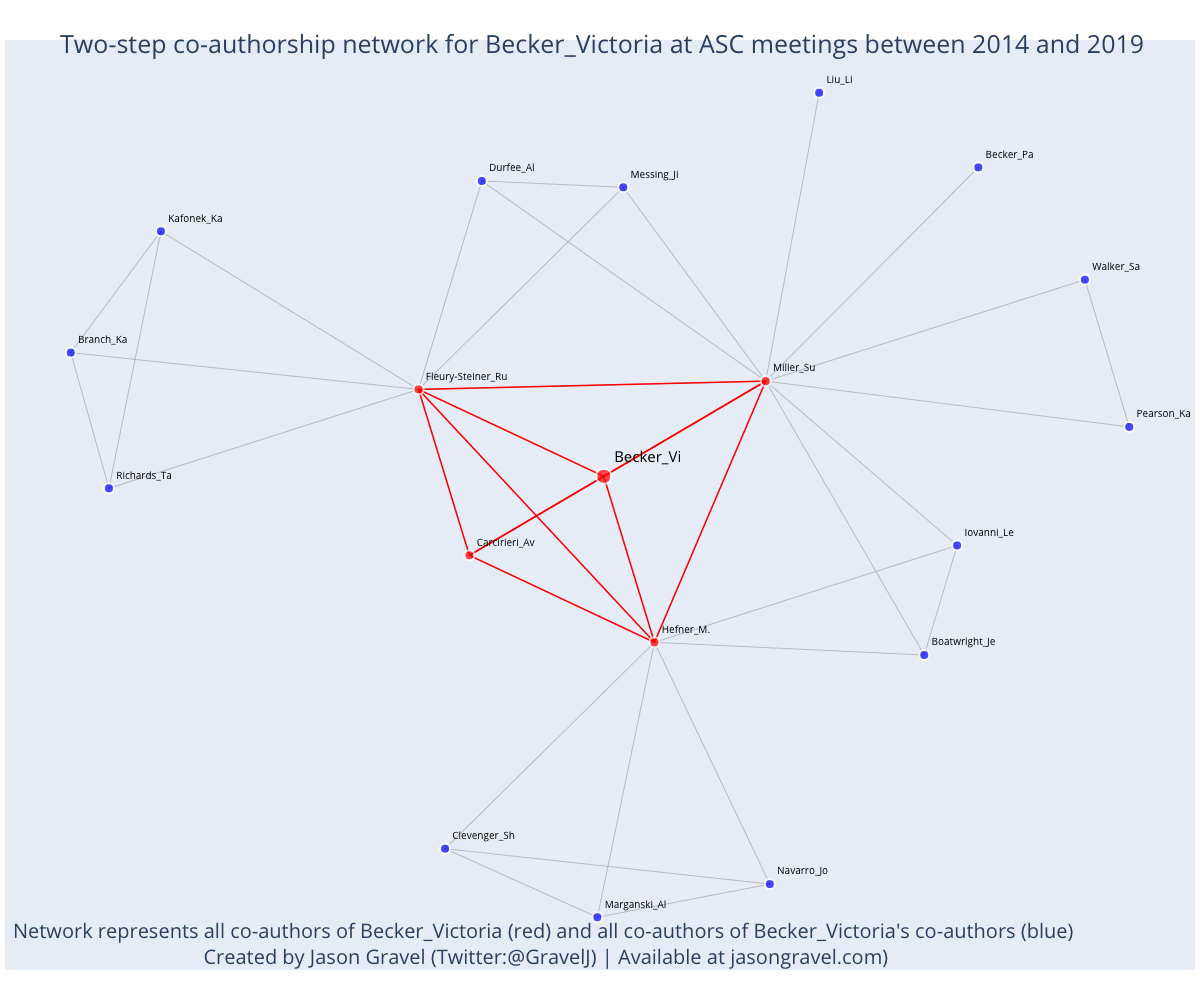 Two-step co-authorship network for Becker_Victoria at ASC meetings between 2014 and 2019
Liu_Li
Becker_Pa
Durfee_Al
Messing_Ji
Kafonek_Ka
Walker_Sa
Branch_Ka
Miller_Su
Fleury-Steiner_Ru
Pearson_Ka
Becker_Vi
Richards_Ta
Iovanni_Le
Carcirieri_Av
Hefner_M.
Boatwright_Je
Clevenger_Sh
Navarro_Jo
Marganski_Al
Network represents all co-authors of Becker_Victoria (red) and all co-authors of Becker_Victoria's co-authors (blue)
Created by Jason Gravel (Twitter:@GravelJ) | Available at jasongravel.com)